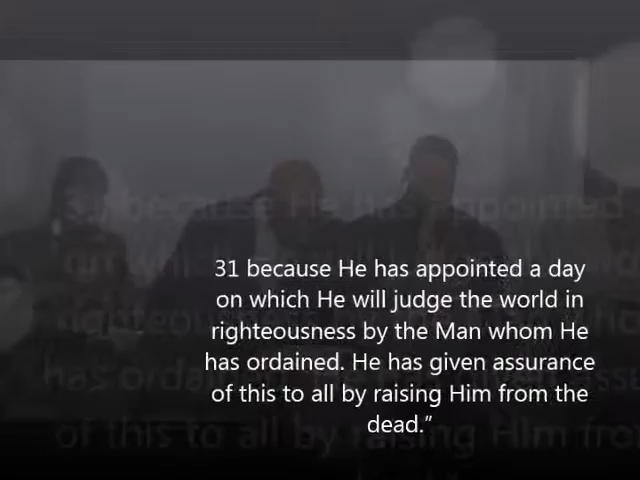 31 because He has appointed a day
on which He will judge the world in
righteousness by the Man whom He
has ordained. He has given assurance
of this to all by raising Him from the
dead.”